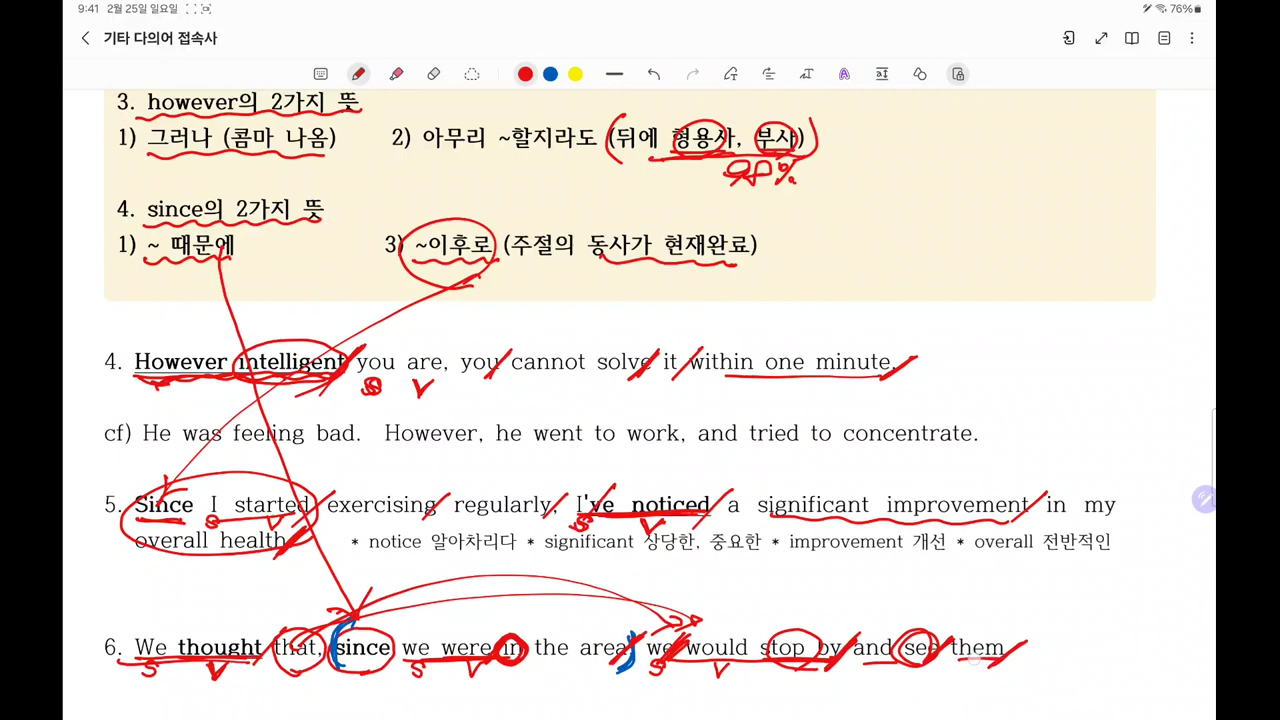 9:41 2월 25일 일요일
76%
기타 다의어 접속사
3. however의 2가지 뜻
1) 그러나 (콤마 나옴) 2) 아무리 ~할지라도 (뒤에 형용사, 부사)
90%
4. since의 2가지 뜻
1) ~ 때문에 3) ~이후로 (주절의 동사가 현재완료)
4. However intelligent you are, you cannot solve it within one minute.
S V
cf) He was feeling bad. However, he went to work, and tried to concentrate.
5. Since I started exercising regularly, I've noticed a significant improvement in my
S V S V
overall health. * notice 알아차리다 * significant 상당한, 중요한 * improvement 개선 * overall 전반적인
6. We thought that, since we were in the area, we would stop by and see them.
S V S V S V